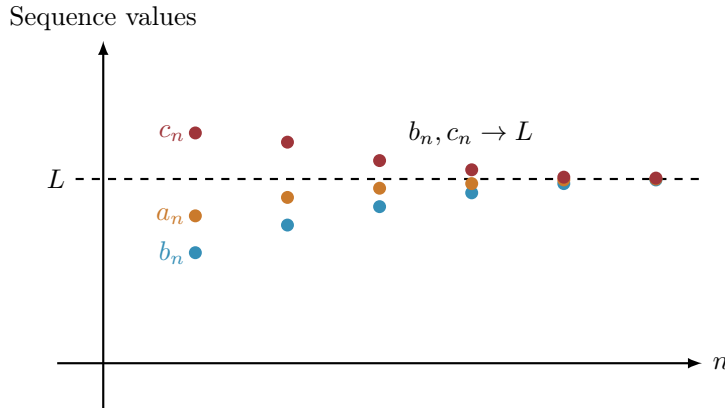 Sequence values
c_n
b_n, c_n → L
L
a_n
b_n
n